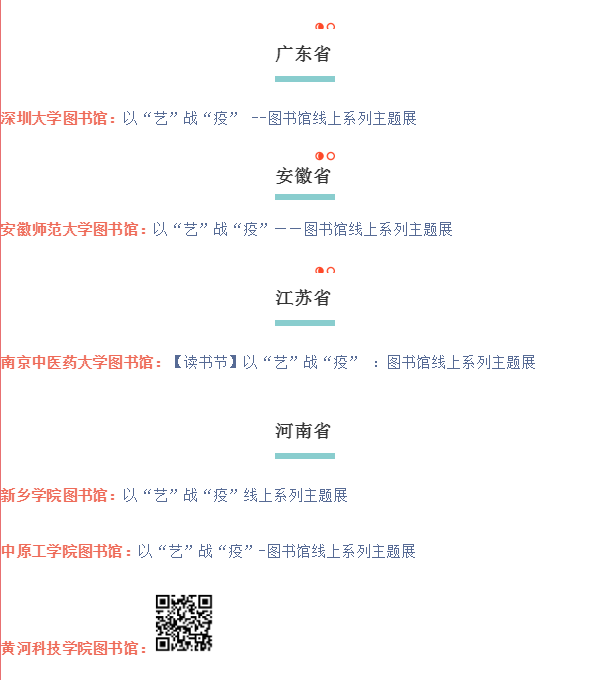 广东省
深圳大学图书馆：以“艺”战“疫” --图书馆线上系列主题展
安徽省
安徽师范大学图书馆：以“艺”战“疫”——图书馆线上系列主题展
江苏省
南京中医药大学图书馆：【读书节】以“艺”战“疫” ：图书馆线上系列主题展
河南省
新乡学院图书馆：以“艺”战“疫”线上系列主题展
中原工学院图书馆：以“艺”战“疫”-图书馆线上系列主题展
黄河科技学院图书馆：